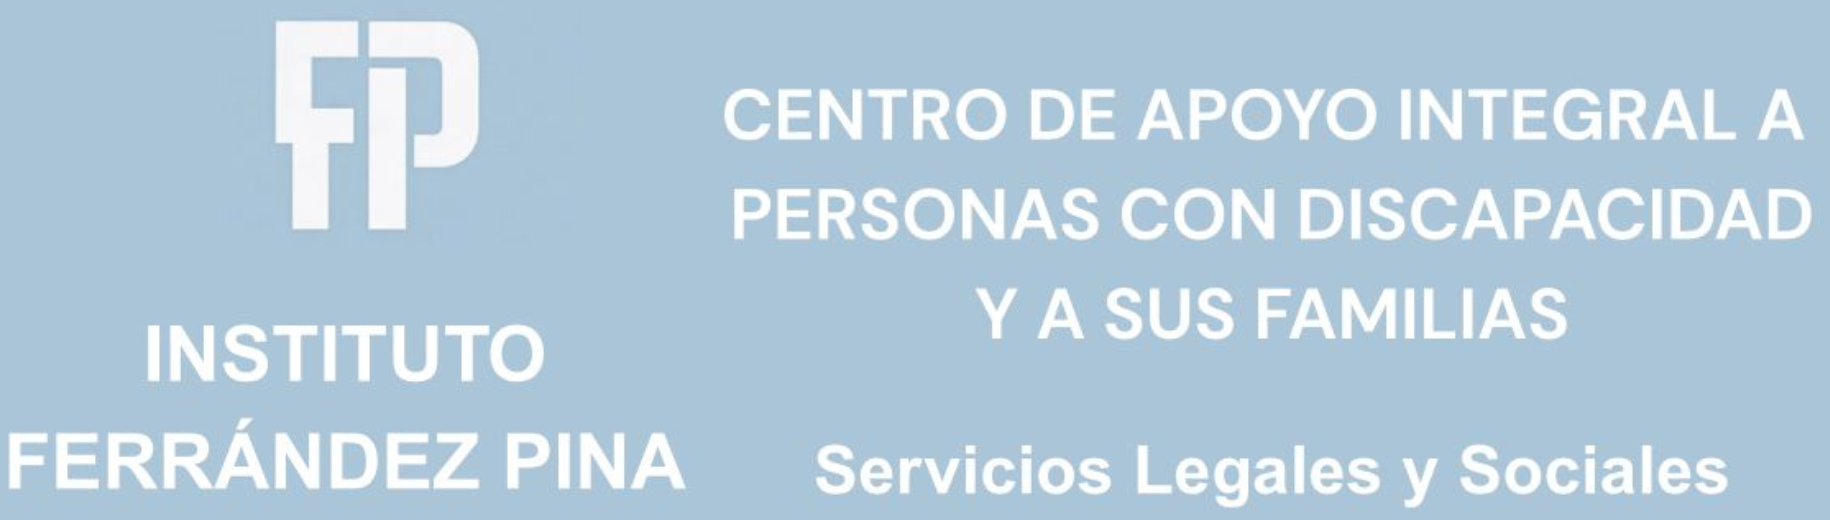 FP
INSTITUTO
FERRÁNDEZ PINA
CENTRO DE APOYO INTEGRAL A
PERSONAS CON DISCAPACIDAD
Y A SUS FAMILIAS
Servicios Legales y Sociales